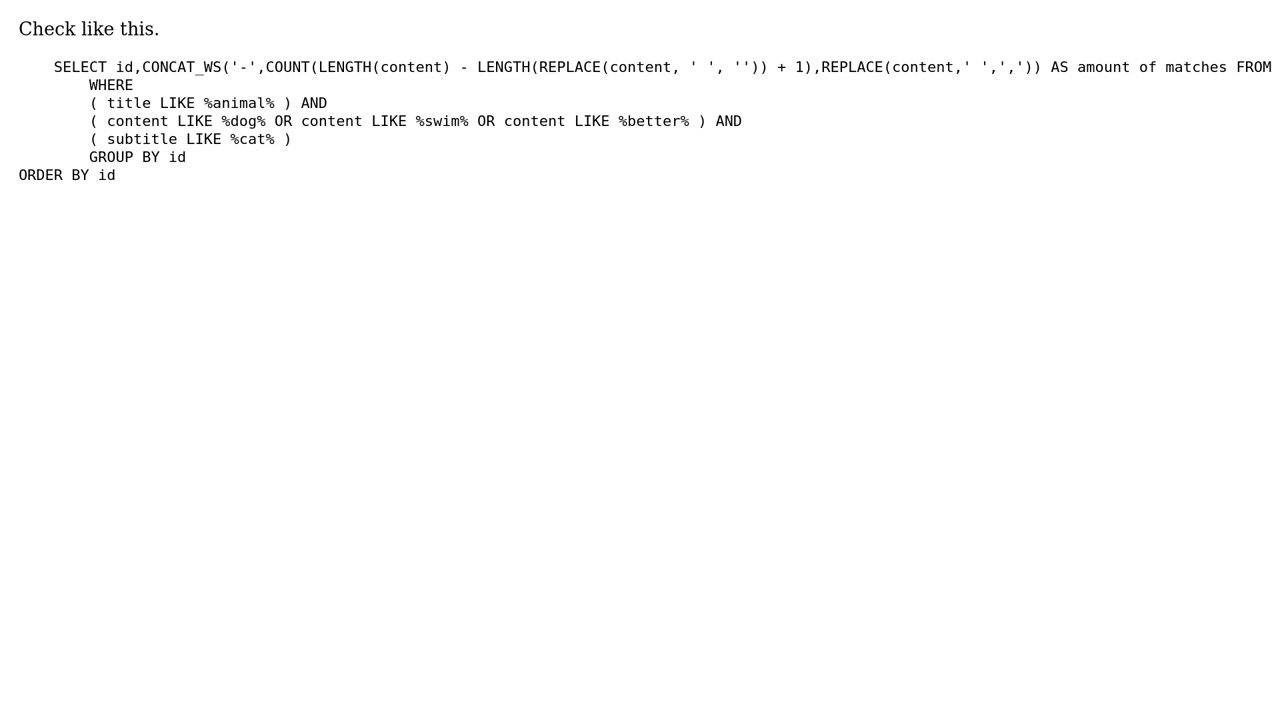 Check like this.
SELECT id,CONCAT_WS('-',COUNT(LENGTH(content) - LENGTH(REPLACE(content, ' ', '')) + 1),REPLACE(content,' ',',')) AS amount of matches FROM
WHERE
( title LIKE %animal% ) AND
( content LIKE %dog% OR content LIKE %swim% OR content LIKE %better% ) AND
( subtitle LIKE %cat% )
GROUP BY id
ORDER BY id